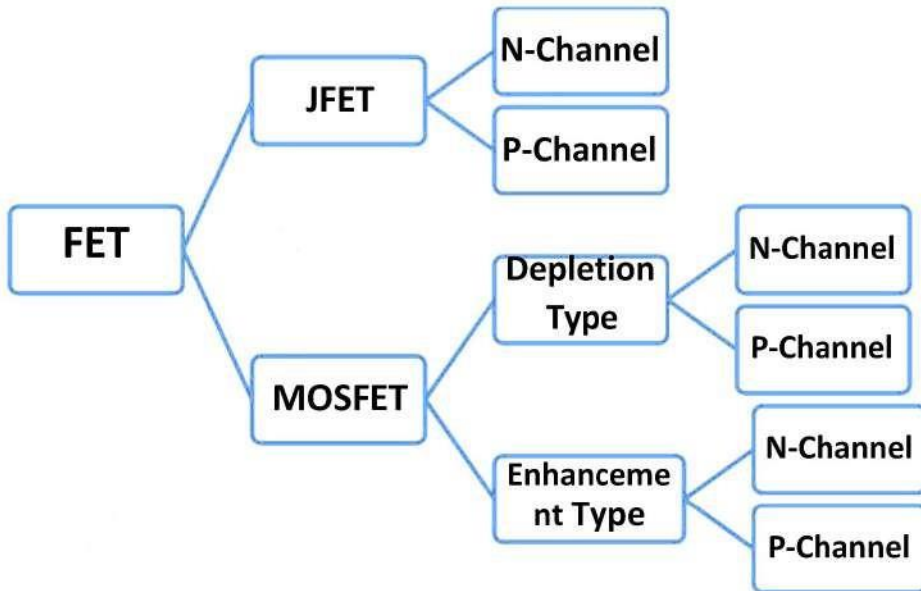 FET
JFET
N-Channel
P-Channel
MOSFET
Depletion
Type
N-Channel
P-Channel
Enhanceme
nt Type
N-Channel
P-Channel